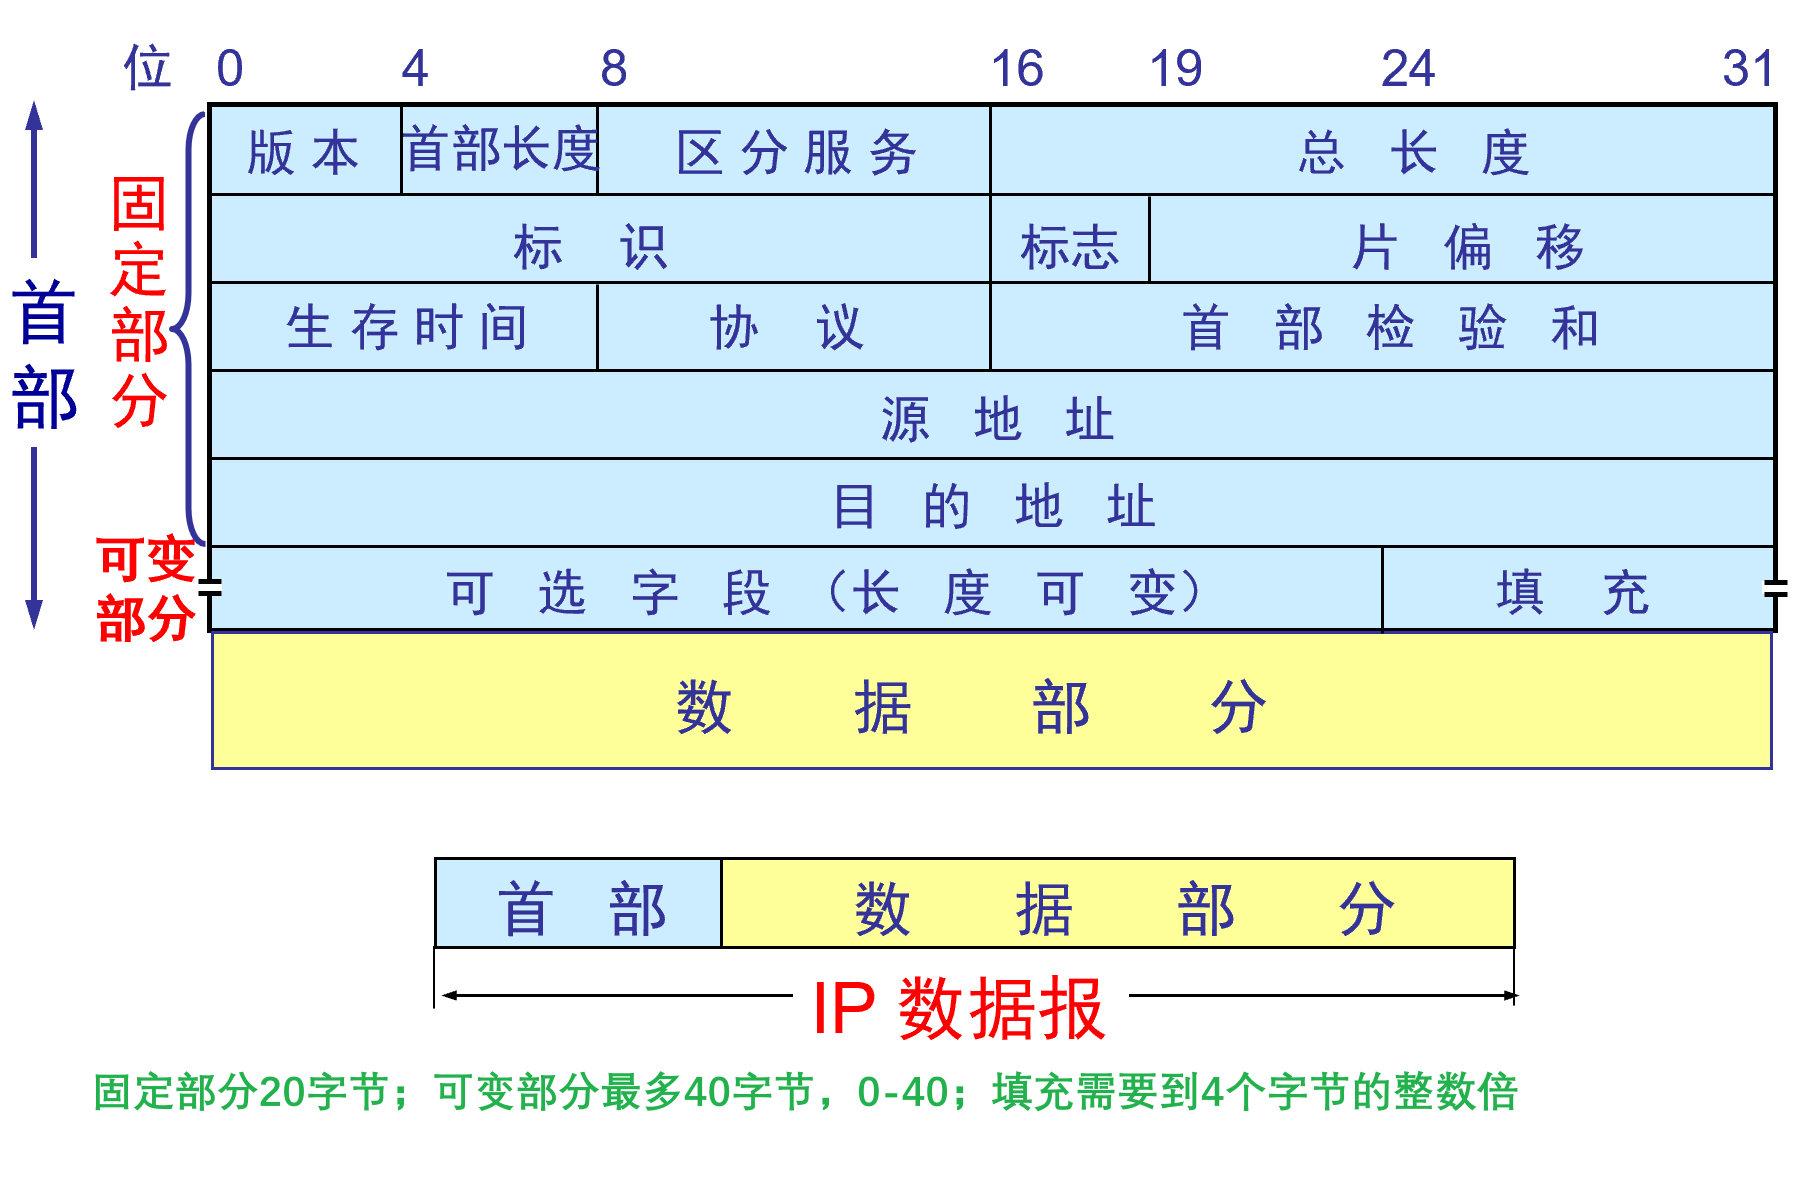 位 0 4 8 16 19 24 31
版本 首部长度 区分服务 总长度
标识 标志 片偏移
生存时间 协议 首部检验和
源地址
目的地址
可选字段（长度可变） 填充
数据部分
首部
固定部分
可变
部分
首部 数据部分
IP 数据报
固定部分20字节；可变部分最多40字节，0-40；填充需要到4个字节的整数倍